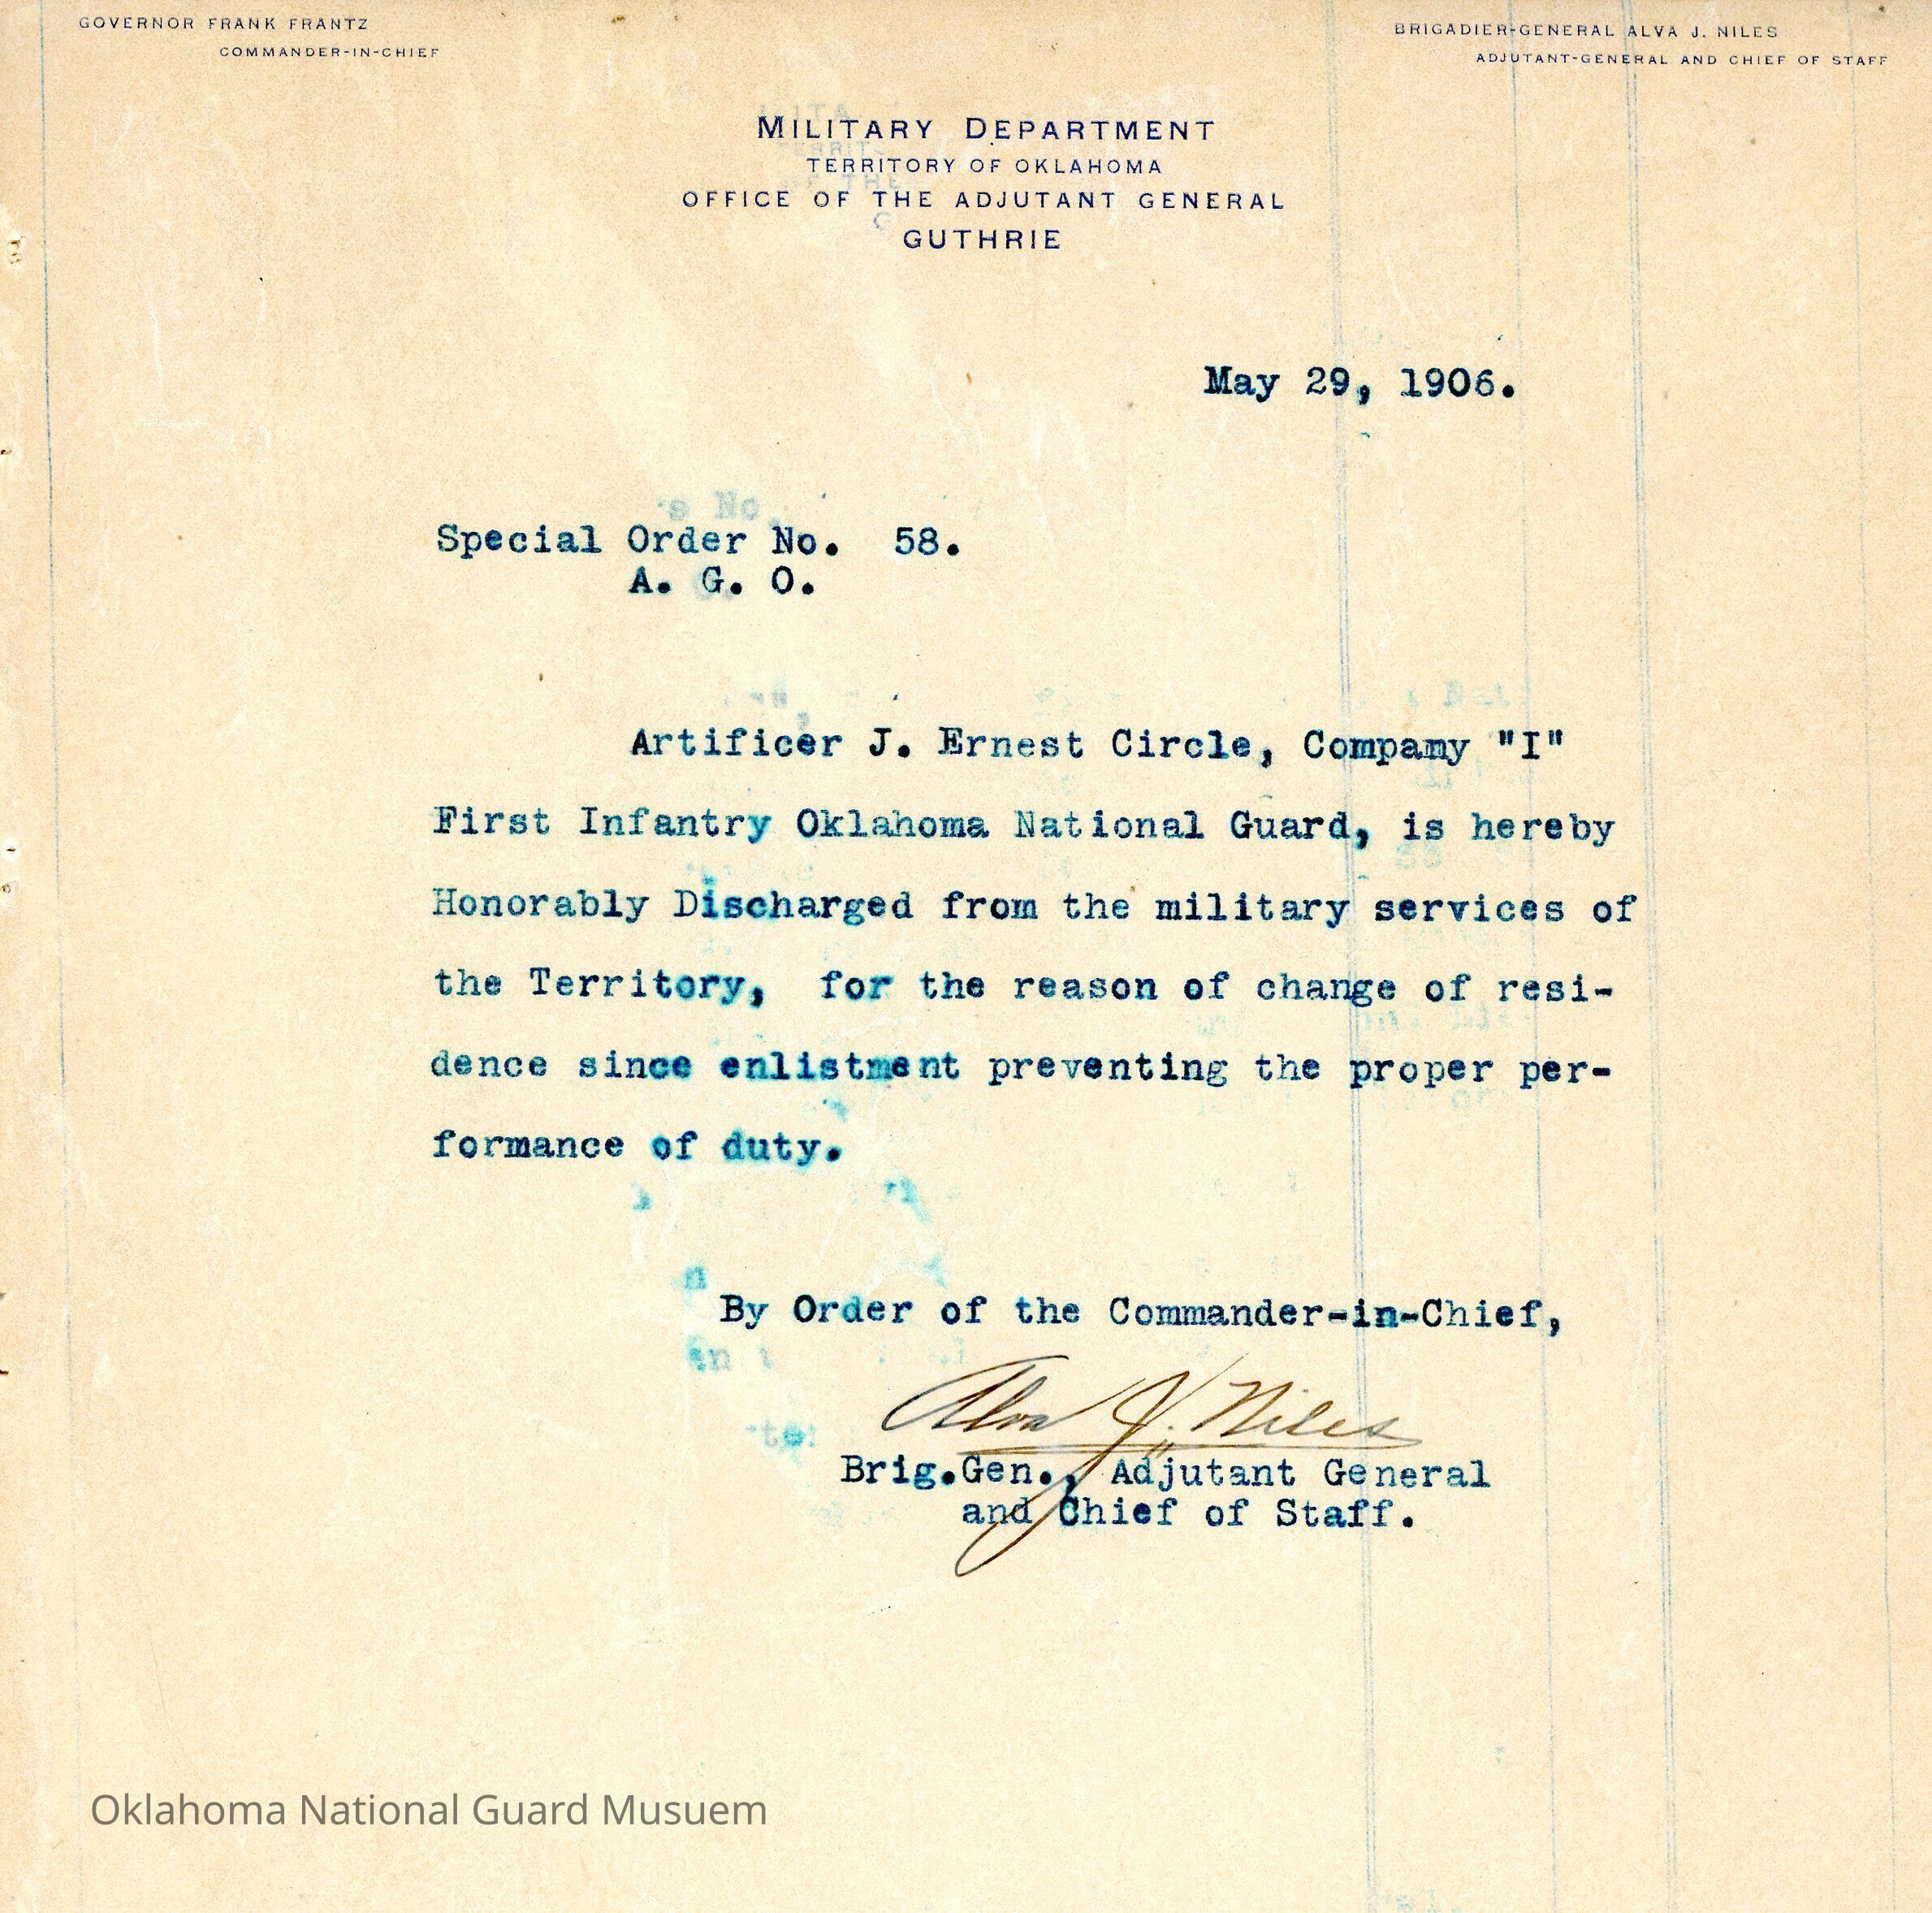 GOVERNOR FRANK FRANTZ
COMMANDER-IN-CHIEF
BRIGADIER-GENERAL ALVA J. NILES
ADJUTANT-GENERAL AND CHIEF OF STAFF
MILITARY DEPARTMENT
TERRITORY OF OKLAHOMA
OFFICE OF THE ADJUTANT GENERAL
GUTHRIE
May 29, 1906.
Special Order No. 58.
A. G. O.
Artificer J. Ernest Circle, Company "I"
First Infantry Oklahoma National Guard, is hereby
Honorably Discharged from the military services of
the Territory, for the reason of change of resi-
dence since enlistment preventing the proper per-
formance of duty.
By Order of the Commander-in-Chief,
Alva J. Niles
Brig.Gen., Adjutant General
and Chief of Staff.
Oklahoma National Guard Musuem